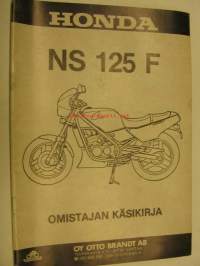 HONDA
NS 125 F
OMISTAJAN KÄSIKIRJA
OY OTTO BRANDT AB